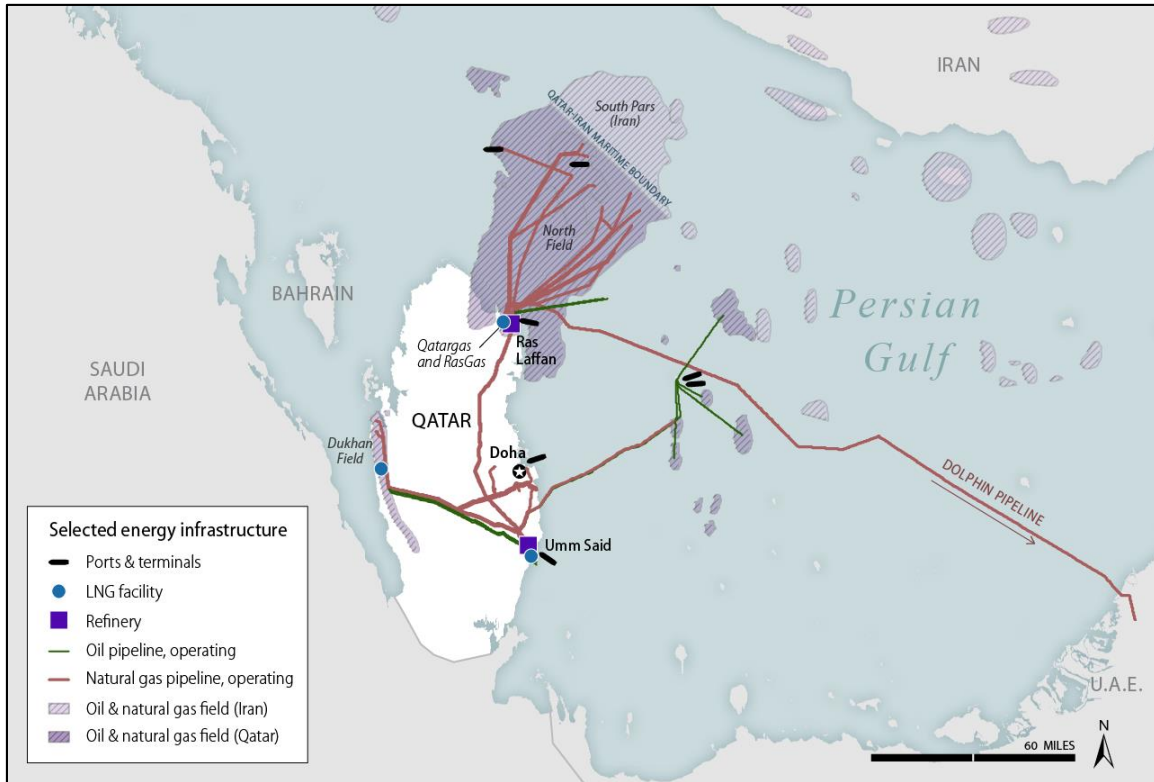 IRAN
South Pars
(Iran)
QATAR-IRAN MARITIME BOUNDARY
North
Field
BAHRAIN
Persian
Gulf
Qatargas
and RasGas
Ras
Laffan
SAUDI
ARABIA
QATAR
Dukhan
Field
Doha
DOLPHIN PIPELINE
Umm Said
U.A.E.
Selected energy infrastructure
Ports & terminals
LNG facility
Refinery
Oil pipeline, operating
Natural gas pipeline, operating
Oil & natural gas field (Iran)
Oil & natural gas field (Qatar)
60 MILES
N